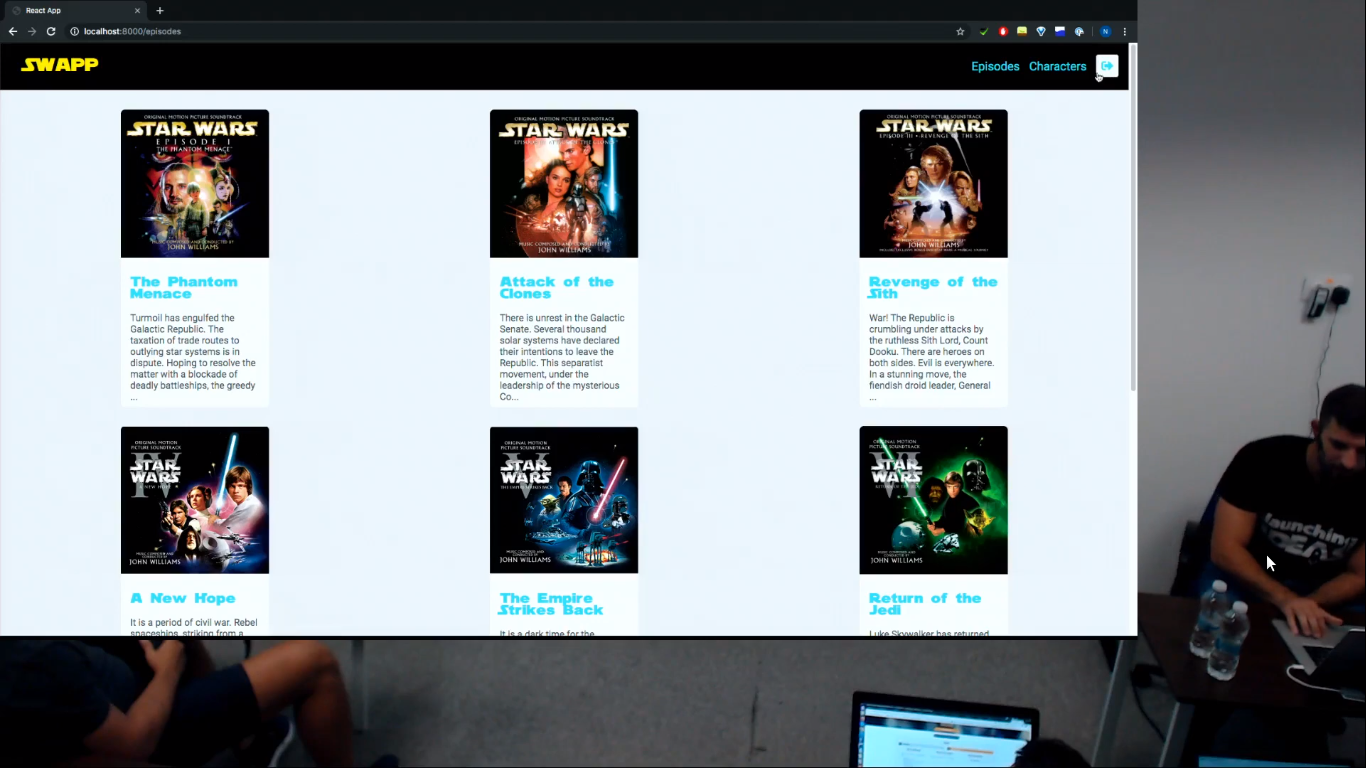 React App
localhost:8000/episodes
N
SWAPP
Episodes Characters
ORIGINAL MOTION PICTURE SOUNDTRACK
STAR WARS
EPISODE I
THE PHANTOM MENACE
MUSIC COMPOSED AND CONDUCTED BY
JOHN WILLIAMS
The Phantom
Menace
Turmoil has engulfed the
Galactic Republic. The
taxation of trade routes to
outlying star systems is in
dispute. Hoping to resolve the
matter with a blockade of
deadly battleships, the greedy
...
ORIGINAL MOTION PICTURE SOUNDTRACK
STAR WARS
MUSIC COMPOSED AND CONDUCTED BY
JOHN WILLIAMS
Attack of the
Clones
There is unrest in the Galactic
Senate. Several thousand
solar systems have declared
their intentions to leave the
Republic. This separatist
movement, under the
leadership of the mysterious
Co...
ORIGINAL MOTION PICTURE SOUNDTRACK
STAR WARS
EPISODE III • REVENGE OF THE SITH
MUSIC COMPOSED AND CONDUCTED BY
JOHN WILLIAMS
Revenge of the
Sith
War! The Republic is
crumbling under attacks by
the ruthless Sith Lord, Count
Dooku. There are heroes on
both sides. Evil is everywhere.
In a stunning move, the
fiendish droid leader, General
...
ORIGINAL MOTION
PICTURE SOUNDTRACK
STAR
WARS
IV
A NEW HOPE
MUSIC COMPOSED AND
CONDUCTED BY
JOHN WILLIAMS
A New Hope
It is a period of civil war. Rebel
spaceships, striking from a
ORIGINAL MOTION
PICTURE SOUNDTRACK
STAR
WARS
V
THE EMPIRE STRIKES BACK
MUSIC COMPOSED AND
CONDUCTED BY
JOHN WILLIAMS
The Empire
Strikes Back
It is a dark time for the
ORIGINAL MOTION
PICTURE SOUNDTRACK
STAR
WARS
VI
MUSIC COMPOSED AND
CONDUCTED BY
JOHN WILLIAMS
Return of the
Jedi
Luke Skywalker has returned
launching